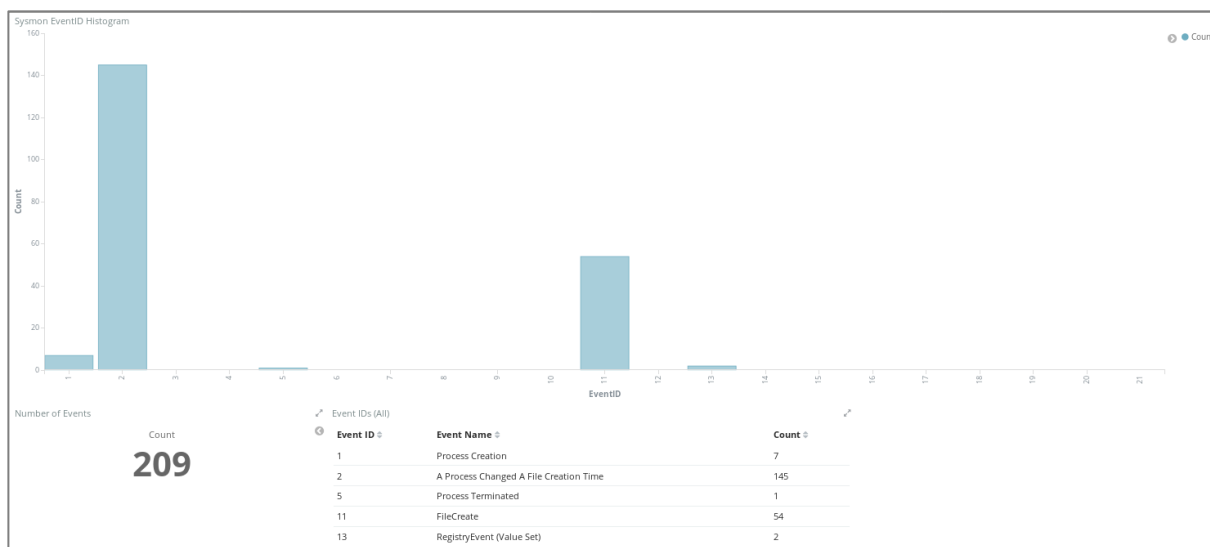 Sysmon EventID Histogram
Coun
160
140
120
100
80
60
40
20
0
Count
1 2 3 4 5 6 7 8 9 10 11 12 13 14 15 16 17 18 19 20 21
EventID
Number of Events
Count
209
Event IDs (All)
Event ID Event Name Count
1 Process Creation 7
2 A Process Changed A File Creation Time 145
5 Process Terminated 1
11 FileCreate 54
13 RegistryEvent (Value Set) 2